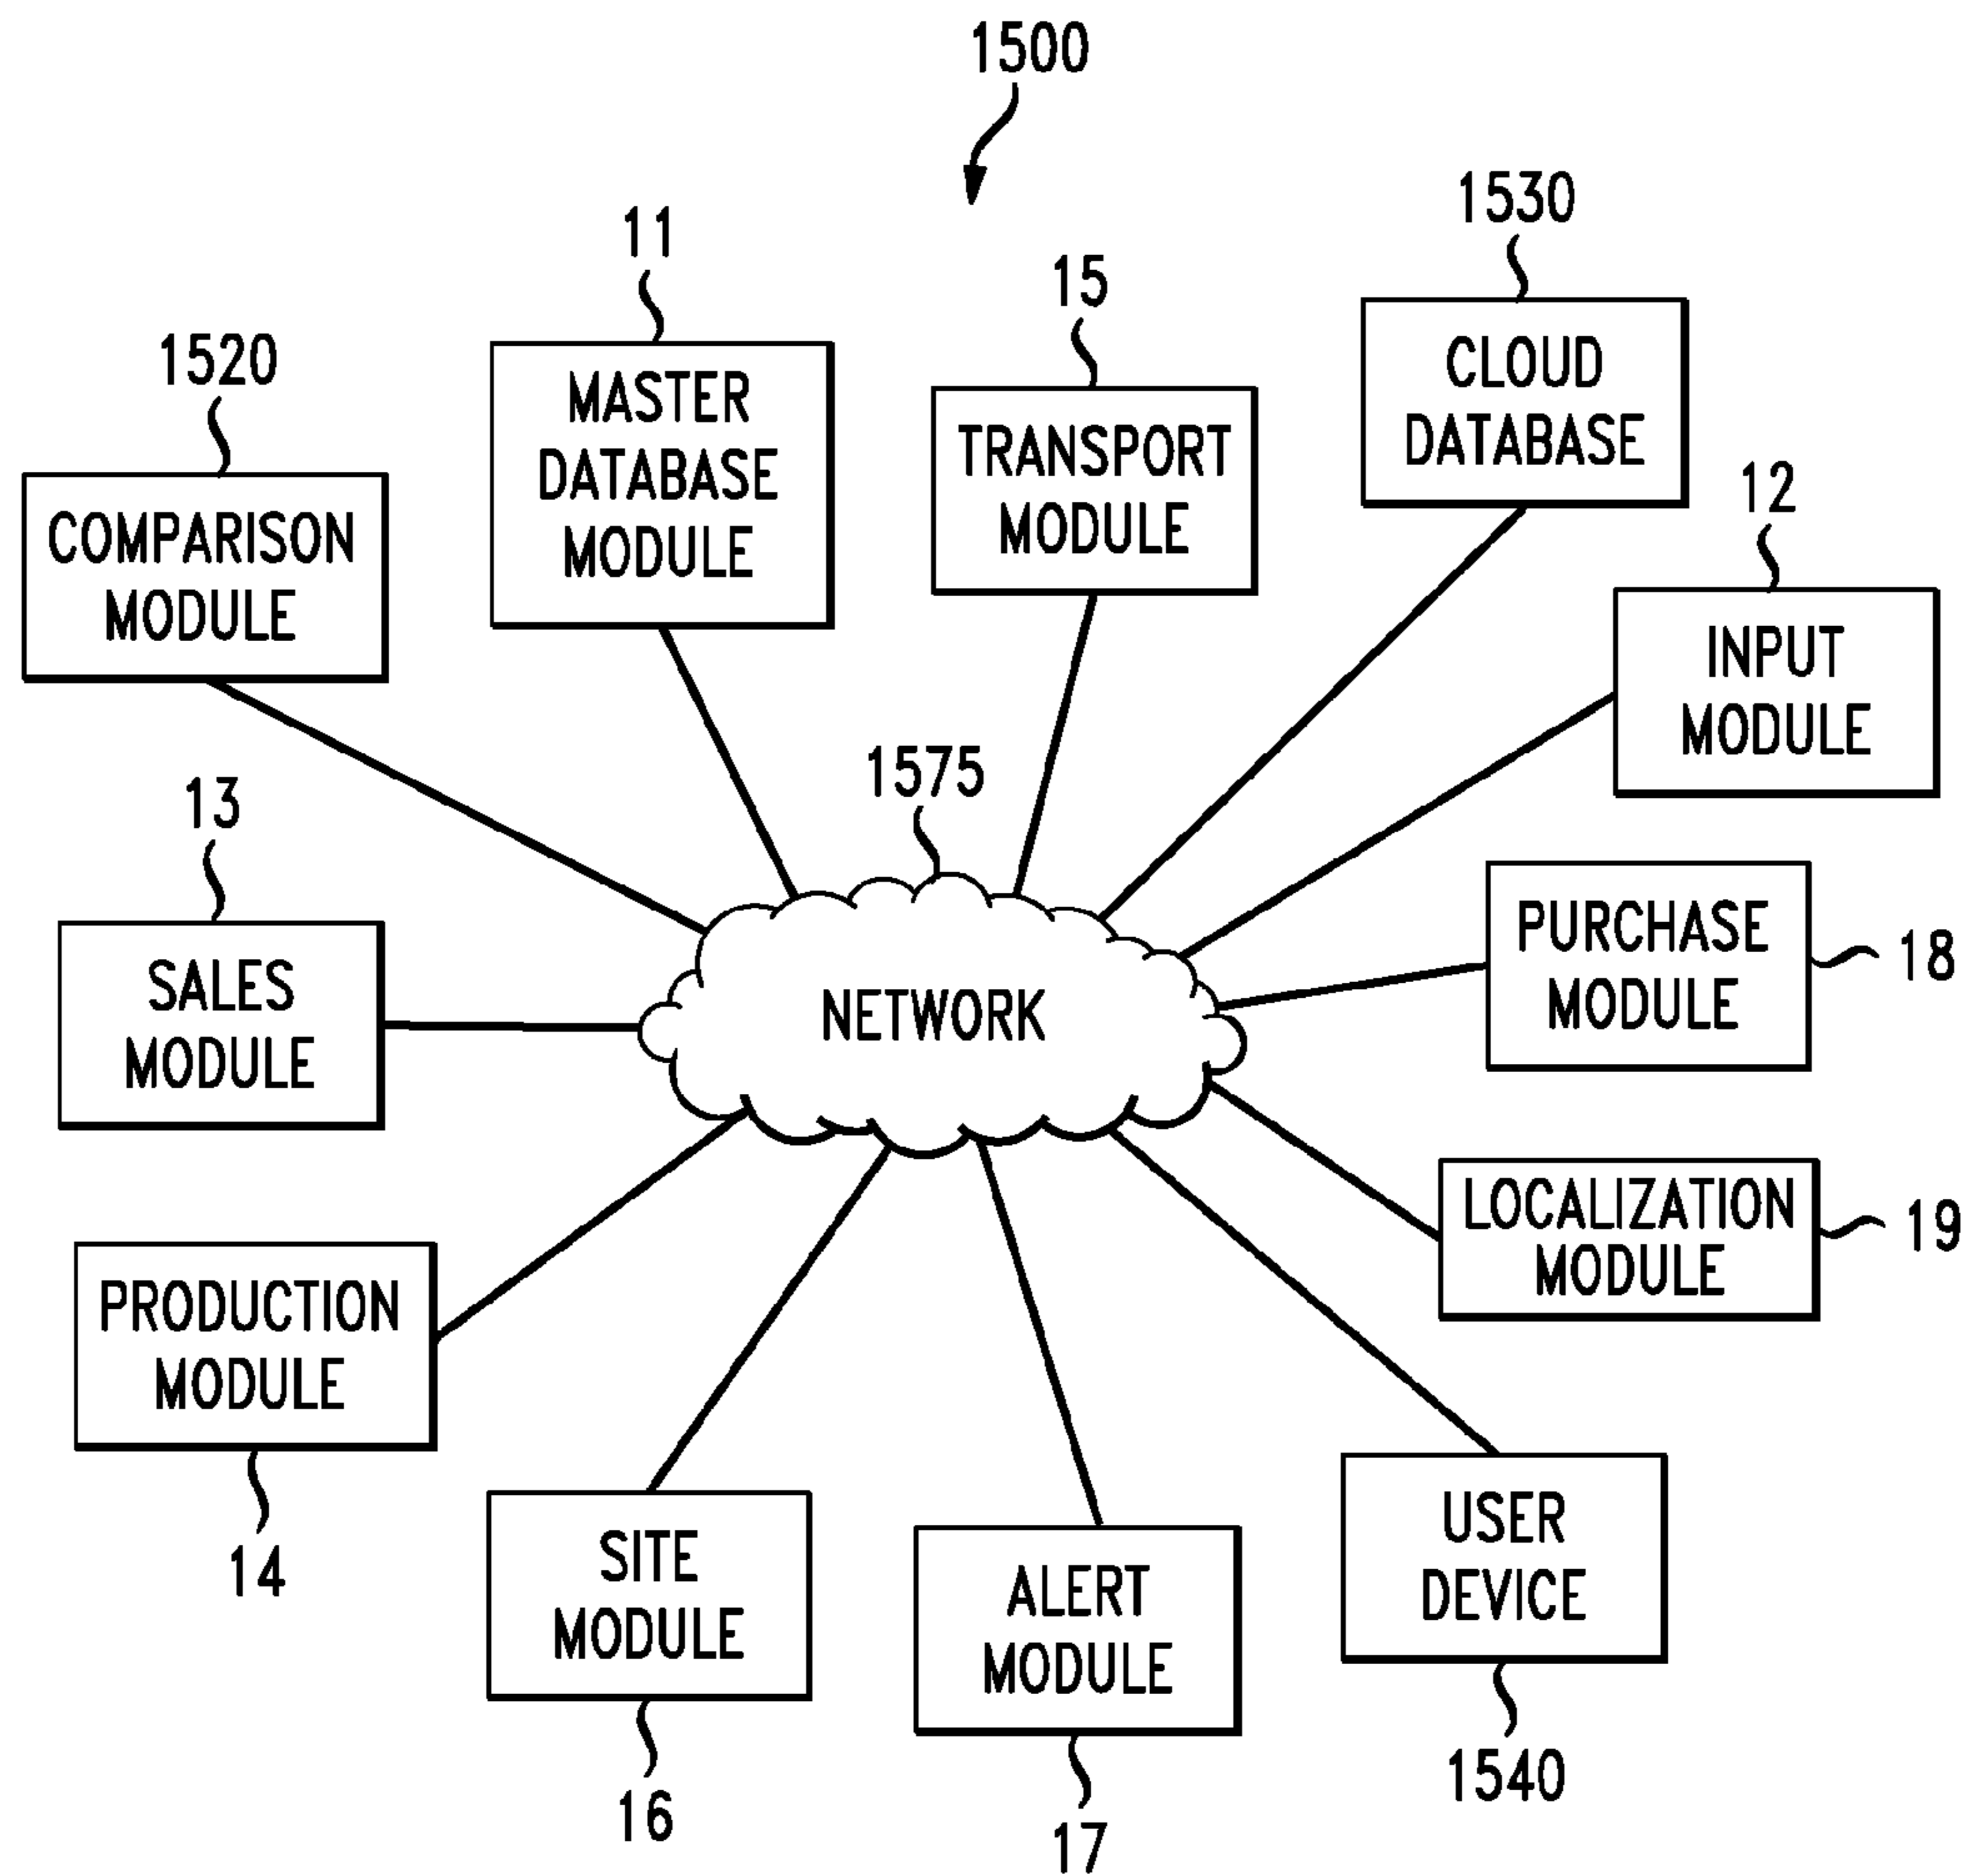 1500
1530
11
15
1520
CLOUD
DATABASE
MASTER
DATABASE
MODULE
TRANSPORT
MODULE
12
COMPARISON
MODULE
INPUT
MODULE
1575
13
PURCHASE
MODULE
18
SALES
MODULE
NETWORK
LOCALIZATION
MODULE
19
PRODUCTION
MODULE
14
SITE
MODULE
16
ALERT
MODULE
17
USER
DEVICE
1540